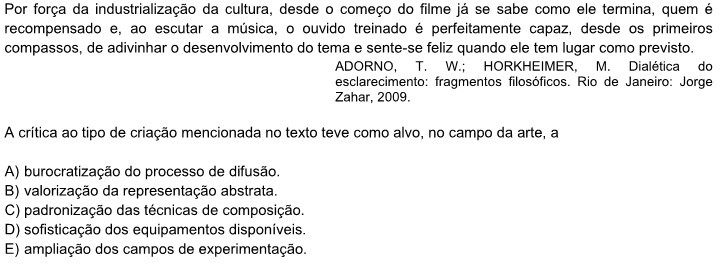 Por força da industrialização da cultura, desde o começo do filme já se sabe como ele termina, quem é
recompensado e, ao escutar a música, o ouvido treinado é perfeitamente capaz, desde os primeiros
compassos, de adivinhar o desenvolvimento do tema e sente-se feliz quando ele tem lugar como previsto.
ADORNO, T. W.; HORKHEIMER, M. Dialética do
esclarecimento: fragmentos filosóficos. Rio de Janeiro: Jorge
Zahar, 2009.
A crítica ao tipo de criação mencionada no texto teve como alvo, no campo da arte, a
A) burocratização do processo de difusão.
B) valorização da representação abstrata.
C) padronização das técnicas de composição.
D) sofisticação dos equipamentos disponíveis.
E) ampliação dos campos de experimentação.